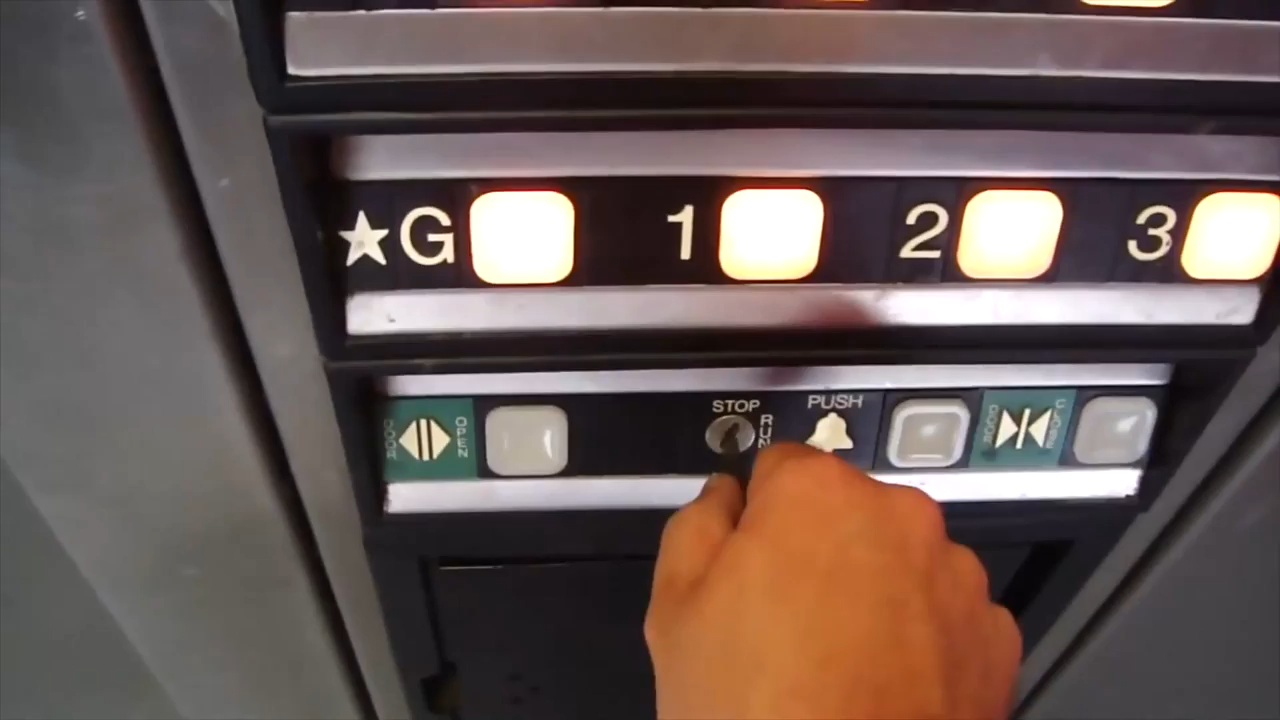 ★G 1 2 3
DOOR OPEN
STOP
RUN
PUSH
DOOR CLOSE